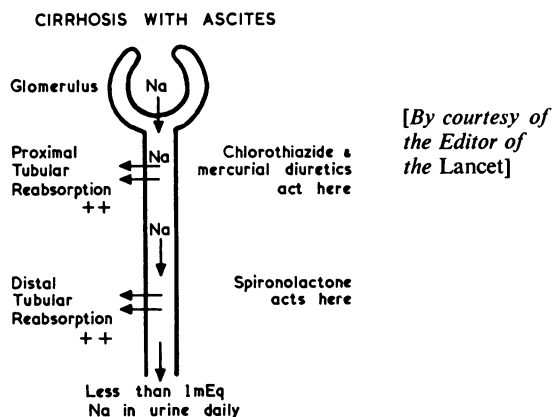 CIRRHOSIS WITH ASCITES
Glomerulus
Na
[By courtesy of
the Editor of
the Lancet]
Proximal
Tubular
Reabsorption
++
Na
Chlorothiazide &
mercurial diuretics
act here
Na
Distal
Tubular
Reabsorption
++
Spironolactone
acts here
Less than 1mEq
Na in urine daily